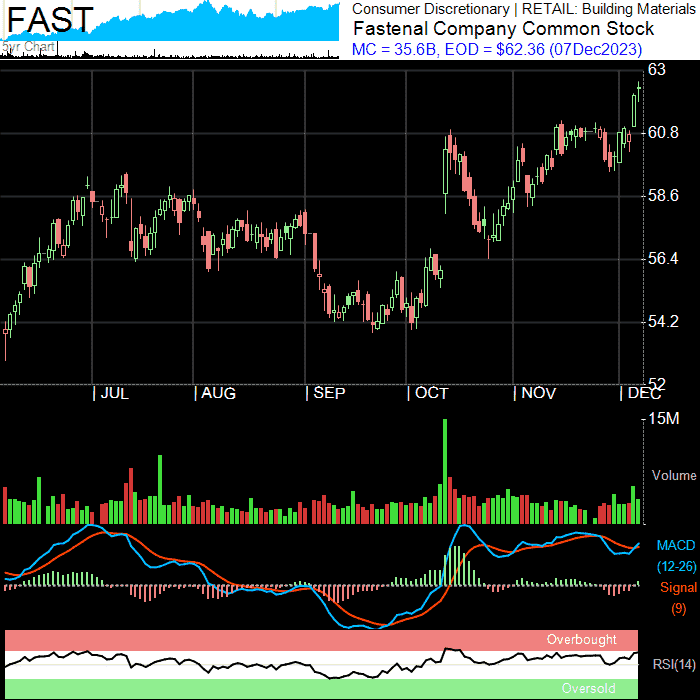 FAST
5yr Chart
Consumer Discretionary | RETAIL: Building Materials
Fastenal Company Common Stock
MC = 35.6B, EOD = $62.36 (07Dec2023)
63
60.8
58.6
56.4
54.2
52
| JUL | AUG | SEP | OCT | NOV | DEC
15M
Volume
MACD
(12-26)
Signal
(9)
Overbought
RSI(14)
Oversold